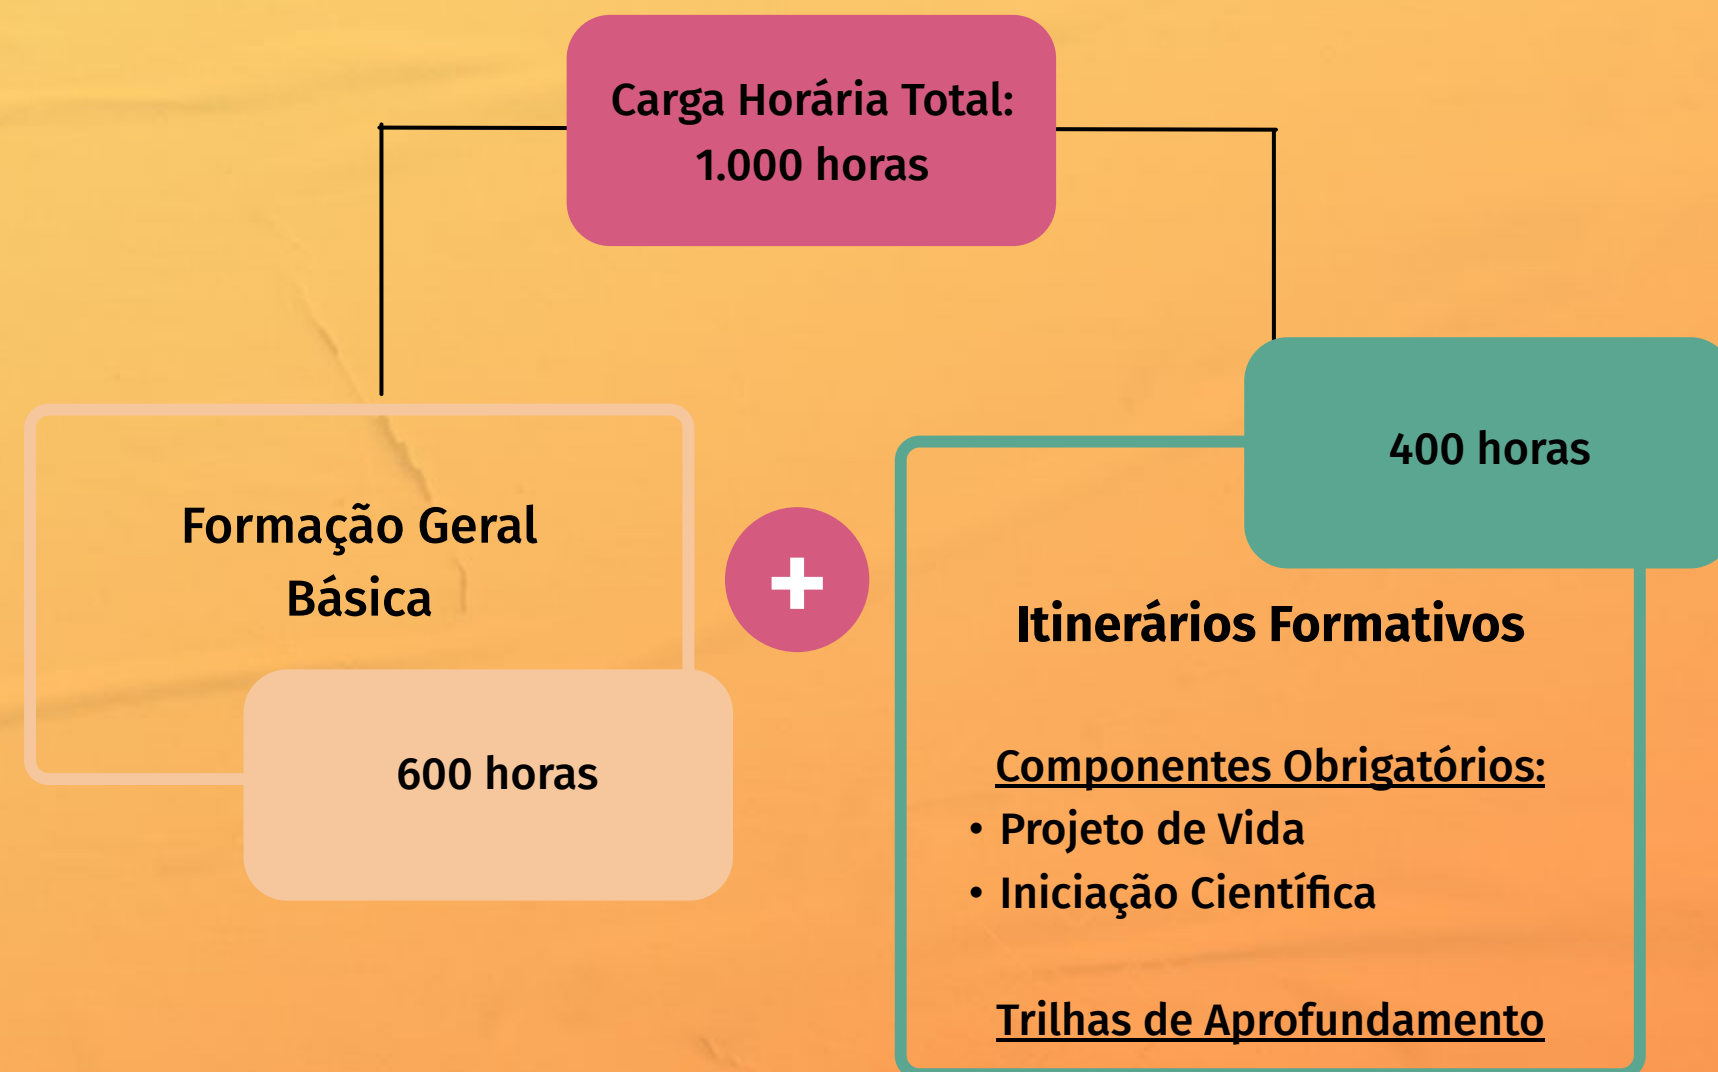 Carga Horária Total:
1.000 horas
Formação Geral
Básica
600 horas
+
400 horas
Itinerários Formativos
Componentes Obrigatórios:
• Projeto de Vida
• Iniciação Científica
Trilhas de Aprofundamento